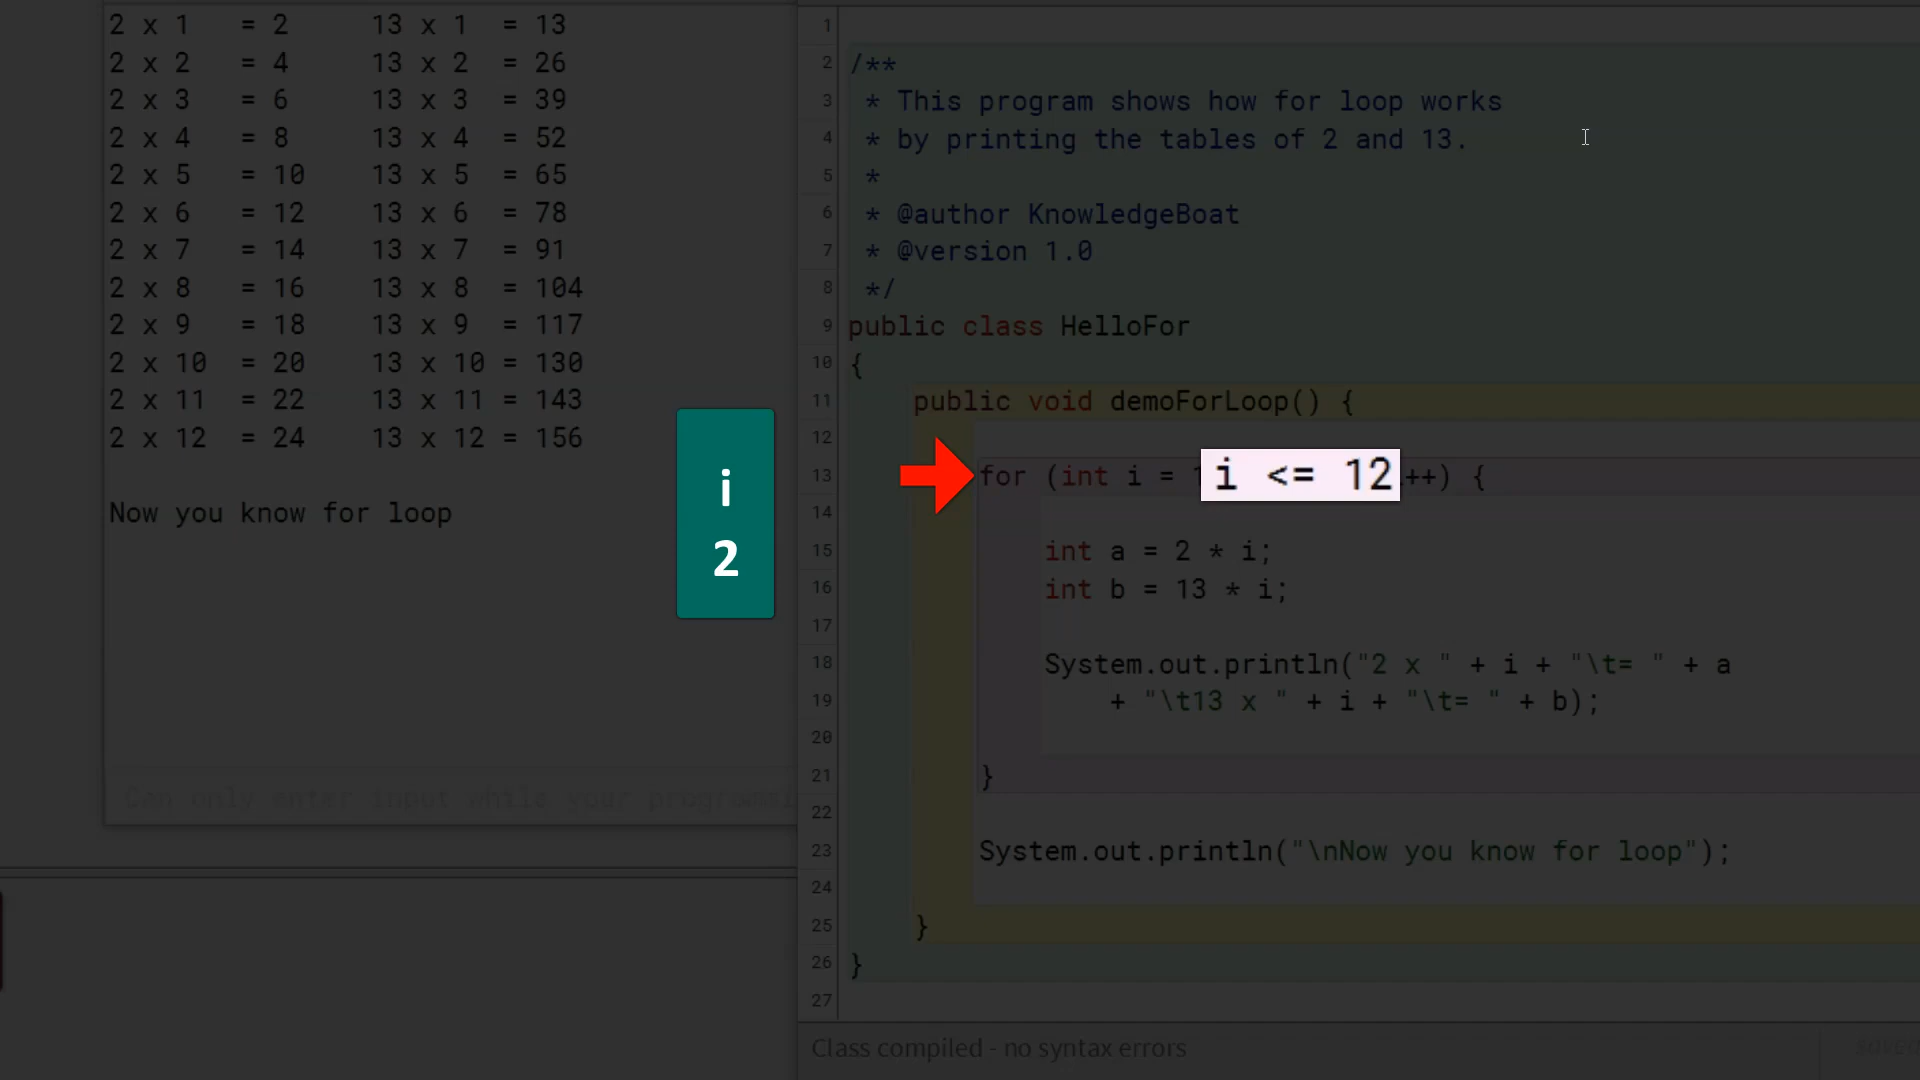 2 x 1 = 2 13 x 1 = 13
2 x 2 = 4 13 x 2 = 26
2 x 3 = 6 13 x 3 = 39
2 x 4 = 8 13 x 4 = 52
2 x 5 = 10 13 x 5 = 65
2 x 6 = 12 13 x 6 = 78
2 x 7 = 14 13 x 7 = 91
2 x 8 = 16 13 x 8 = 104
2 x 9 = 18 13 x 9 = 117
2 x 10 = 20 13 x 10 = 130
2 x 11 = 22 13 x 11 = 143
2 x 12 = 24 13 x 12 = 156
Now you know for loop
Can only enter input while your program
i
2
1
2 /**
3 * This program shows how for loop works
4 * by printing the tables of 2 and 13.
5 *
6 * @author KnowledgeBoat
7 * @version 1.0
8 */
9 public class HelloFor
10 {
11 public void demoForLoop() {
12
13 for (int i = i <= 12 ++) {
14
15 int a = 2 * i;
16 int b = 13 * i;
17
18 System.out.println("2 x " + i + "\t= " + a
19 + "\t13 x " + i + "\t= " + b);
20
21 }
22
23 System.out.println("\nNow you know for loop");
24
25 }
26 }
27
Class compiled - no syntax errors
saved